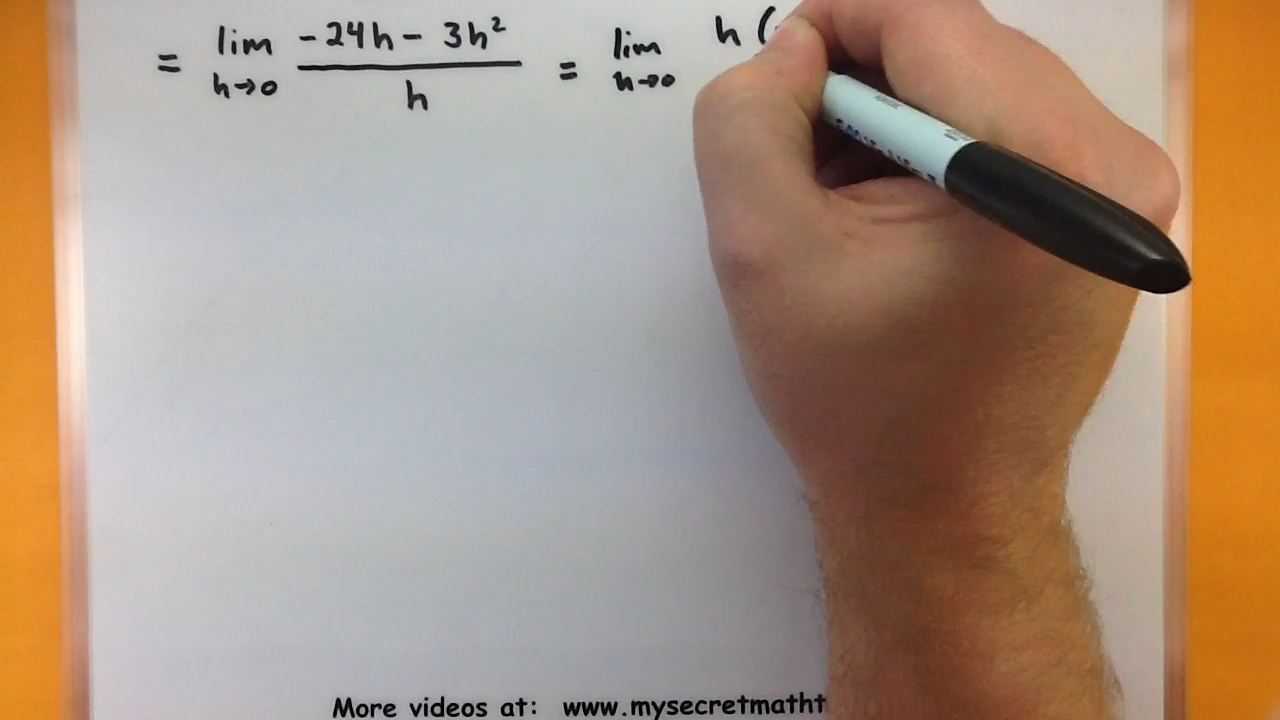 = lim h→0 -24h - 3h² / h = lim h→0 h (
More videos at: www.mysecretmatht